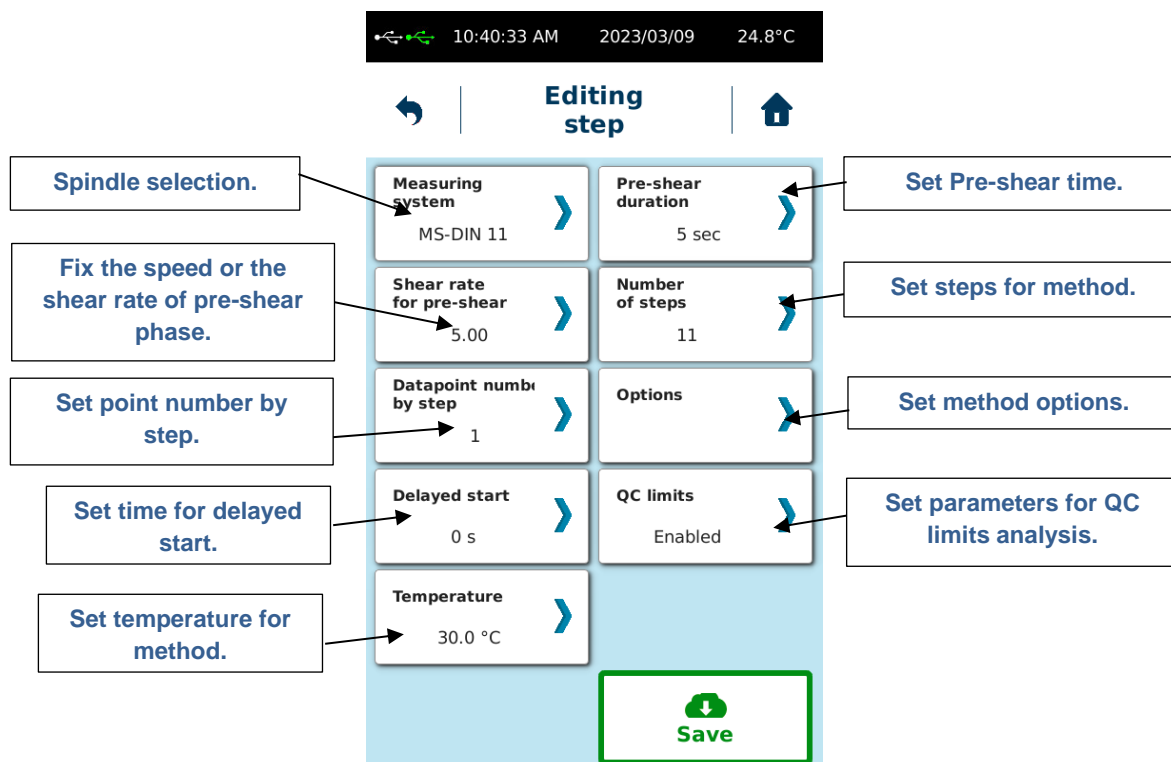 10:40:33 AM 2023/03/09 24.8°C
Editing
step
Spindle selection.
Measuring
system
MS-DIN 11
Pre-shear
duration
5 sec
Set Pre-shear time.
Fix the speed or the
shear rate of pre-shear
phase.
Shear rate
for pre-shear
5.00
Number
of steps
11
Set steps for method.
Set point number by
step.
Datapoint numbe
by step
1
Options
Set method options.
Set time for delayed
start.
Delayed start
0 s
QC limits
Enabled
Set parameters for QC
limits analysis.
Set temperature for
method.
Temperature
30.0 °C
Save